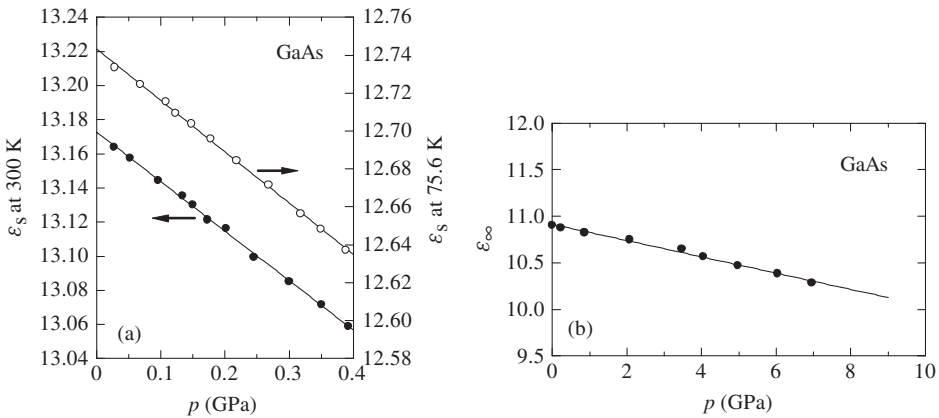 13.24
13.22
13.20
13.18
13.16
13.14
13.12
13.10
13.08
13.06
13.04
εs at 300 K
GaAs
12.76
12.74
12.72
12.70
12.68
12.66
12.64
12.62
12.60
12.58
εs at 75.6 K
(a)
0 0.1 0.2 0.3 0.4
p (GPa)
12.0
11.5
11.0
10.5
10.0
9.5
ε∞
GaAs
(b)
0 2 4 6 8 10
p (GPa)